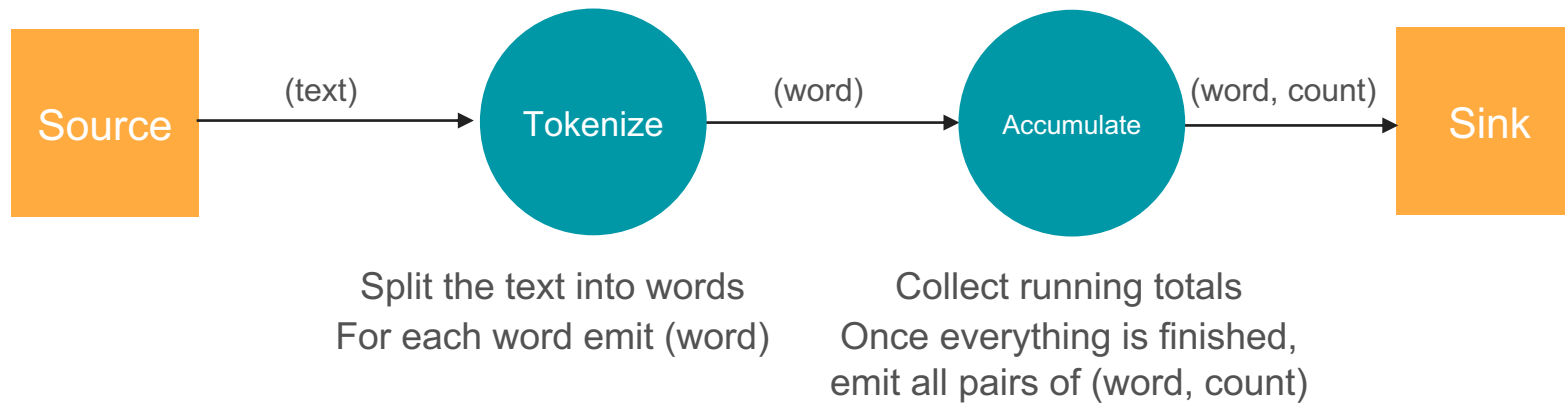 (text)
(word)
(word, count)
Source
Tokenize
Accumulate
Sink
Split the text into words
For each word emit (word)
Collect running totals
Once everything is finished,
emit all pairs of (word, count)